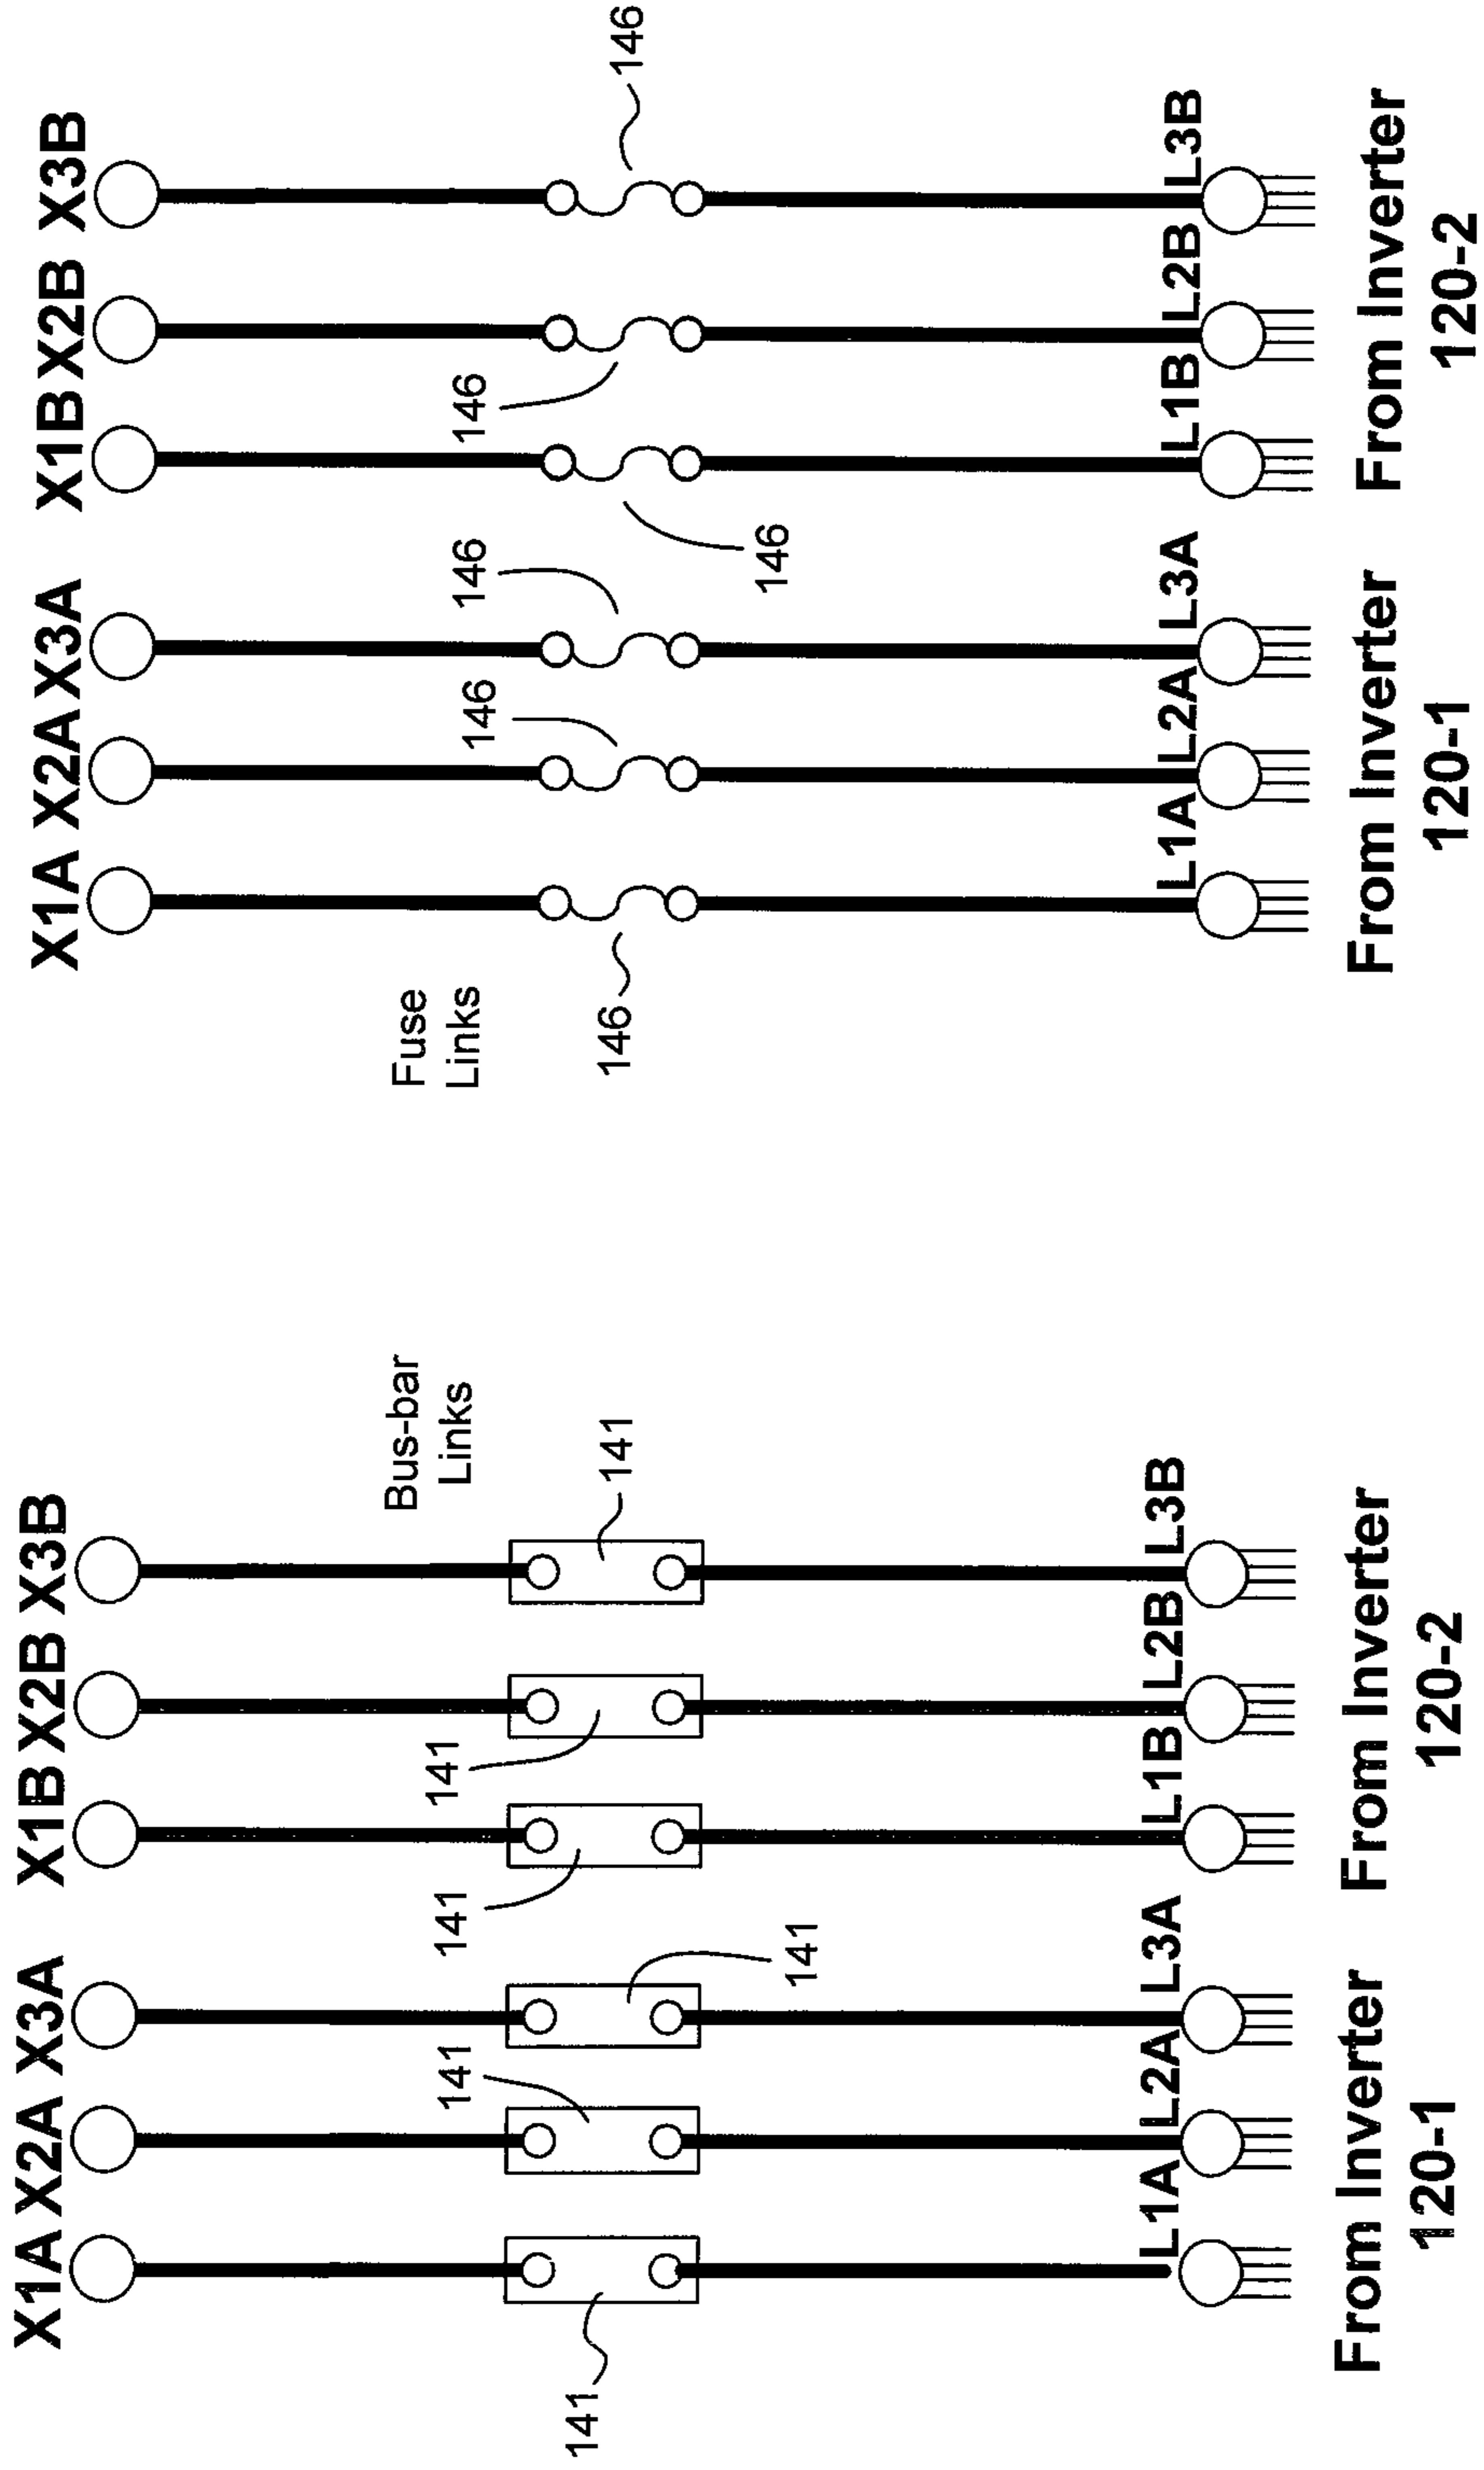 X1A X2A X3A X1B X2B X3B
Bus-bar
Links
141
141
141
141
141
141
L1A L2A L3A L1B L2B L3B
From Inverter
120-1
From Inverter
120-2
X1A X2A X3A X1B X2B X3B
Fuse
Links
146
146
146
146
146
146
L1A L2A L3A L1B L2B L3B
From Inverter
120-1
From Inverter
120-2